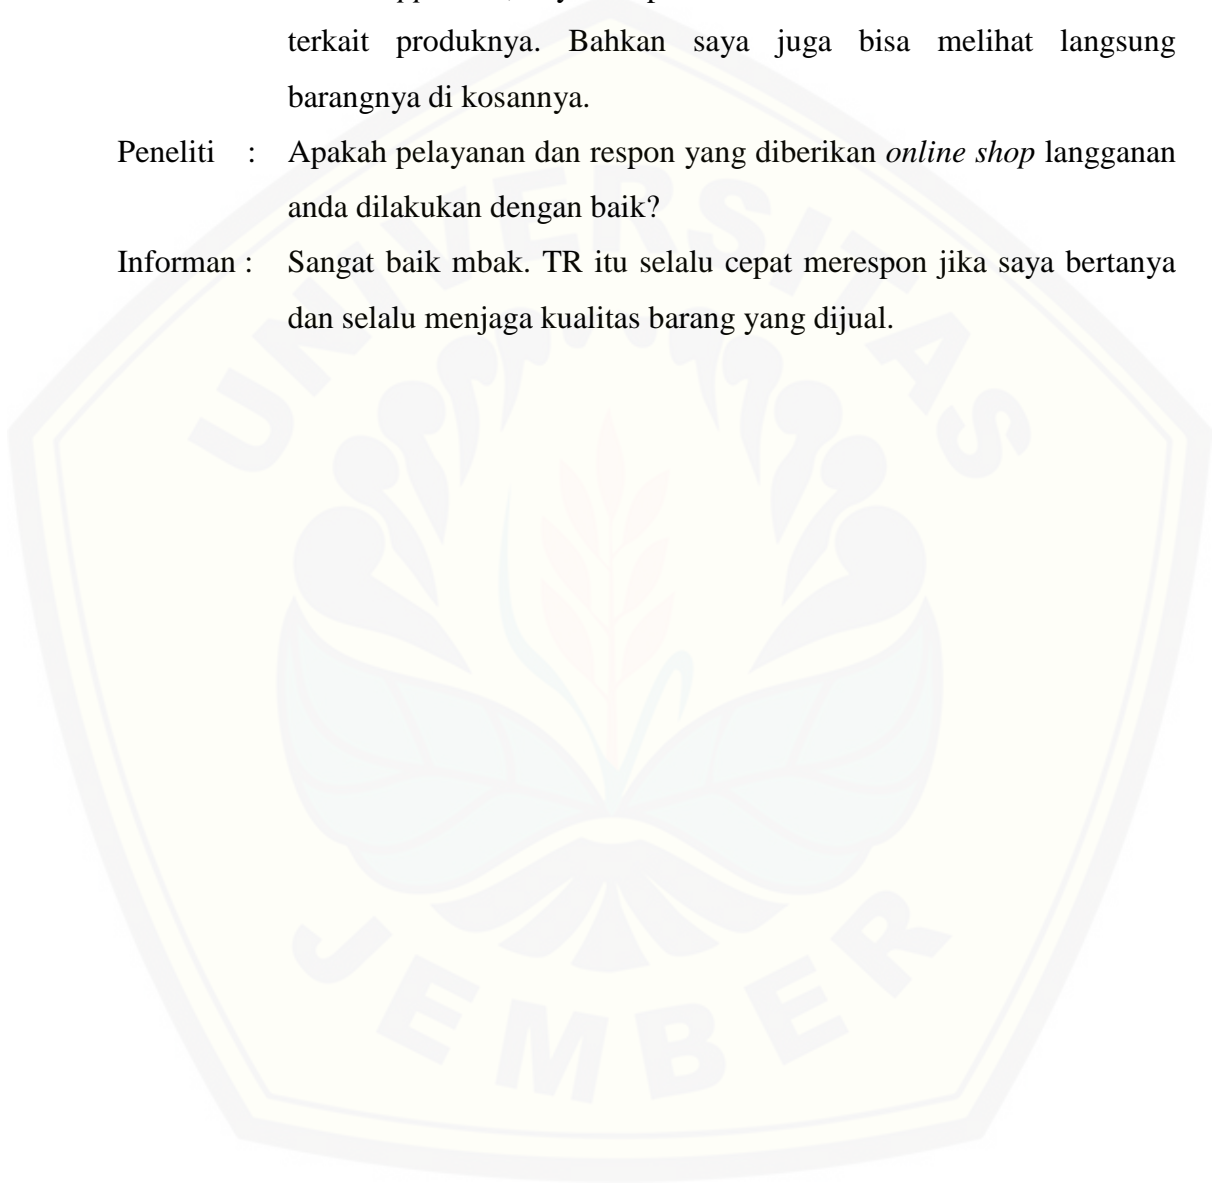 terkait produknya. Bahkan saya juga bisa melihat langsung
barangnya di kosannya.
Peneliti : Apakah pelayanan dan respon yang diberikan online shop langganan
anda dilakukan dengan baik?
Informan : Sangat baik mbak. TR itu selalu cepat merespon jika saya bertanya
dan selalu menjaga kualitas barang yang dijual.
UNIVERSITAS
JEMBER